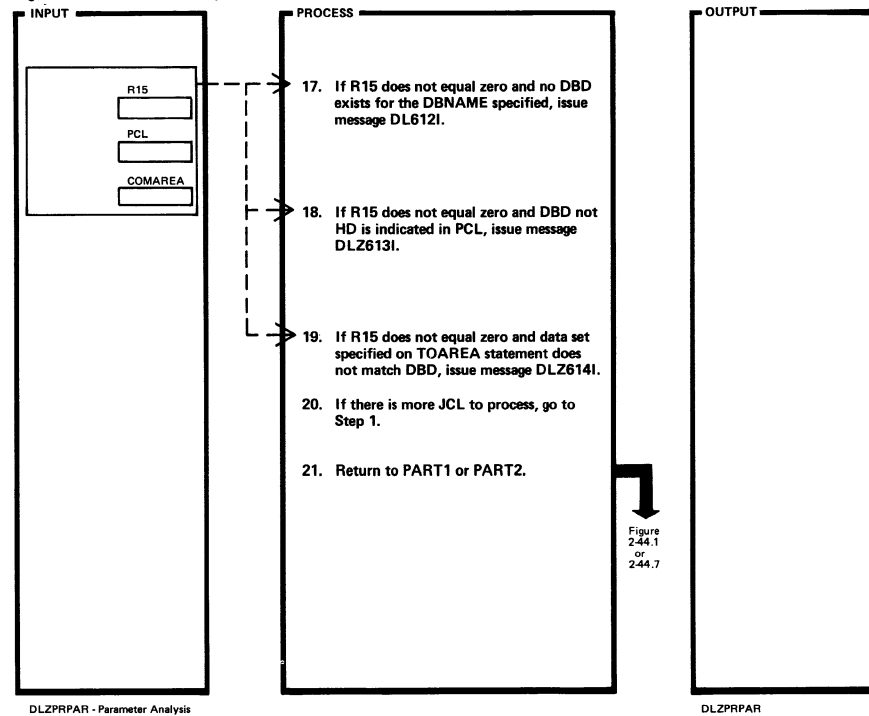 INPUT
R15
PCL
COMAREA
PROCESS
17. If R15 does not equal zero and no DBD
exists for the DBNAME specified, issue
message DL612I.
18. If R15 does not equal zero and DBD not
HD is indicated in PCL, issue message
DLZ613I.
19. If R15 does not equal zero and data set
specified on TOAREA statement does
not match DBD, issue message DLZ614I.
20. If there is more JCL to process, go to
Step 1.
21. Return to PART1 or PART2.
Figure
2-44.1
or
2-44.7
OUTPUT
DLZPRPAR - Parameter Analysis
DLZPRPAR